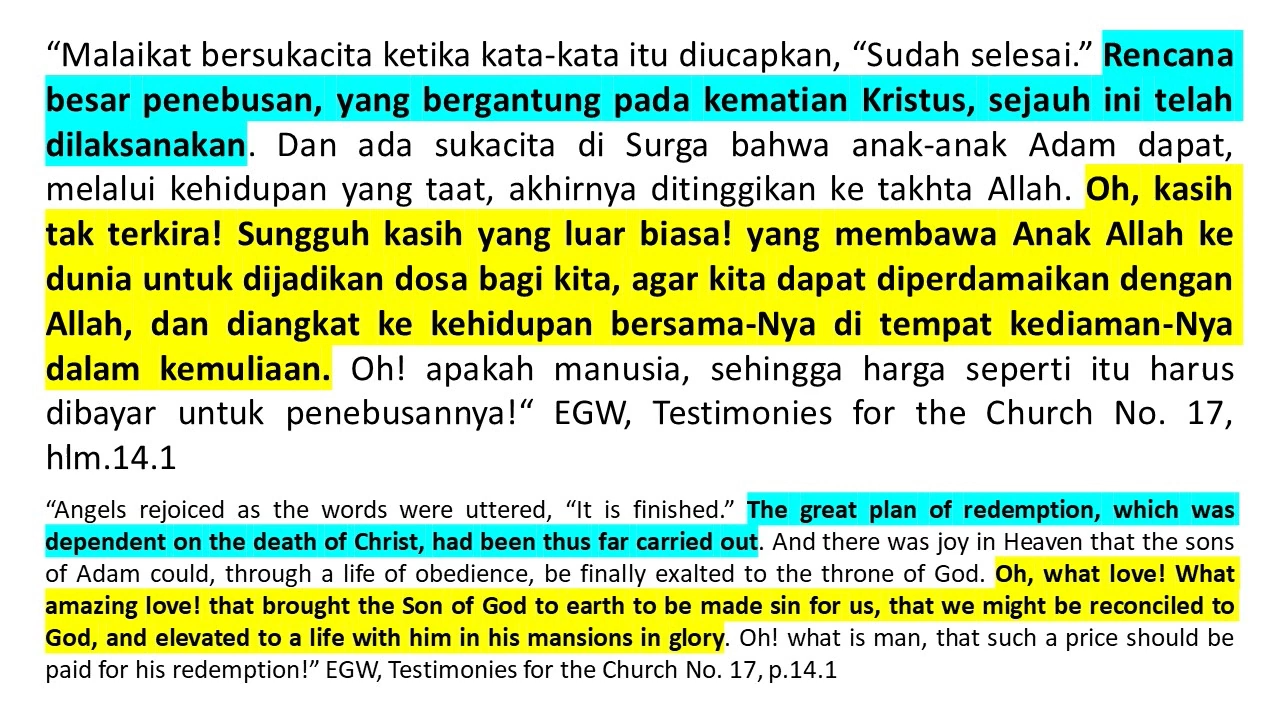 “Malaikat bersukacita ketika kata-kata itu diucapkan, “Sudah selesai.” Rencana
besar penebusan, yang bergantung pada kematian Kristus, sejauh ini telah
dilaksanakan. Dan ada sukacita di Surga bahwa anak-anak Adam dapat,
melalui kehidupan yang taat, akhirnya ditinggikan ke takhta Allah. Oh, kasih
tak terkira! Sungguh kasih yang luar biasa! yang membawa Anak Allah ke
dunia untuk dijadikan dosa bagi kita, agar kita dapat diperdamaikan dengan
Allah, dan diangkat ke kehidupan bersama-Nya di tempat kediaman-Nya
dalam kemuliaan. Oh! apakah manusia, sehingga harga seperti itu harus
dibayar untuk penebusannya!“ EGW, Testimonies for the Church No. 17,
hlm.14.1
“Angels rejoiced as the words were uttered, “It is finished.” The great plan of redemption, which was
dependent on the death of Christ, had been thus far carried out. And there was joy in Heaven that the sons
of Adam could, through a life of obedience, be finally exalted to the throne of God. Oh, what love! What
amazing love! that brought the Son of God to earth to be made sin for us, that we might be reconciled to
God, and elevated to a life with him in his mansions in glory. Oh! what is man, that such a price should be
paid for his redemption!” EGW, Testimonies for the Church No. 17, p.14.1